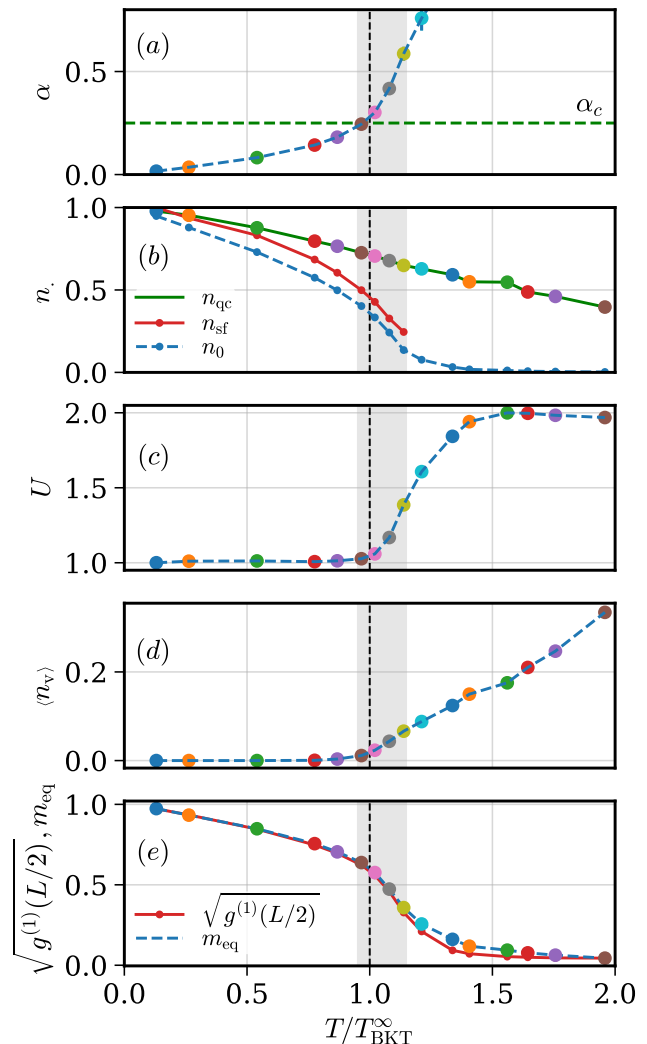 (a)
α
0.5
0.0
α_c
(b)
n.
1.0
0.5
0.0
n_qc
n_sf
n_0
(c)
U
2.0
1.5
1.0
(d)
⟨n_v⟩
0.2
0.0
(e)
√g^(1)(L/2), m_eq
1.0
0.5
0.0
√g^(1)(L/2)
m_eq
0.0 0.5 1.0 1.5 2.0
T/T^∞_BKT